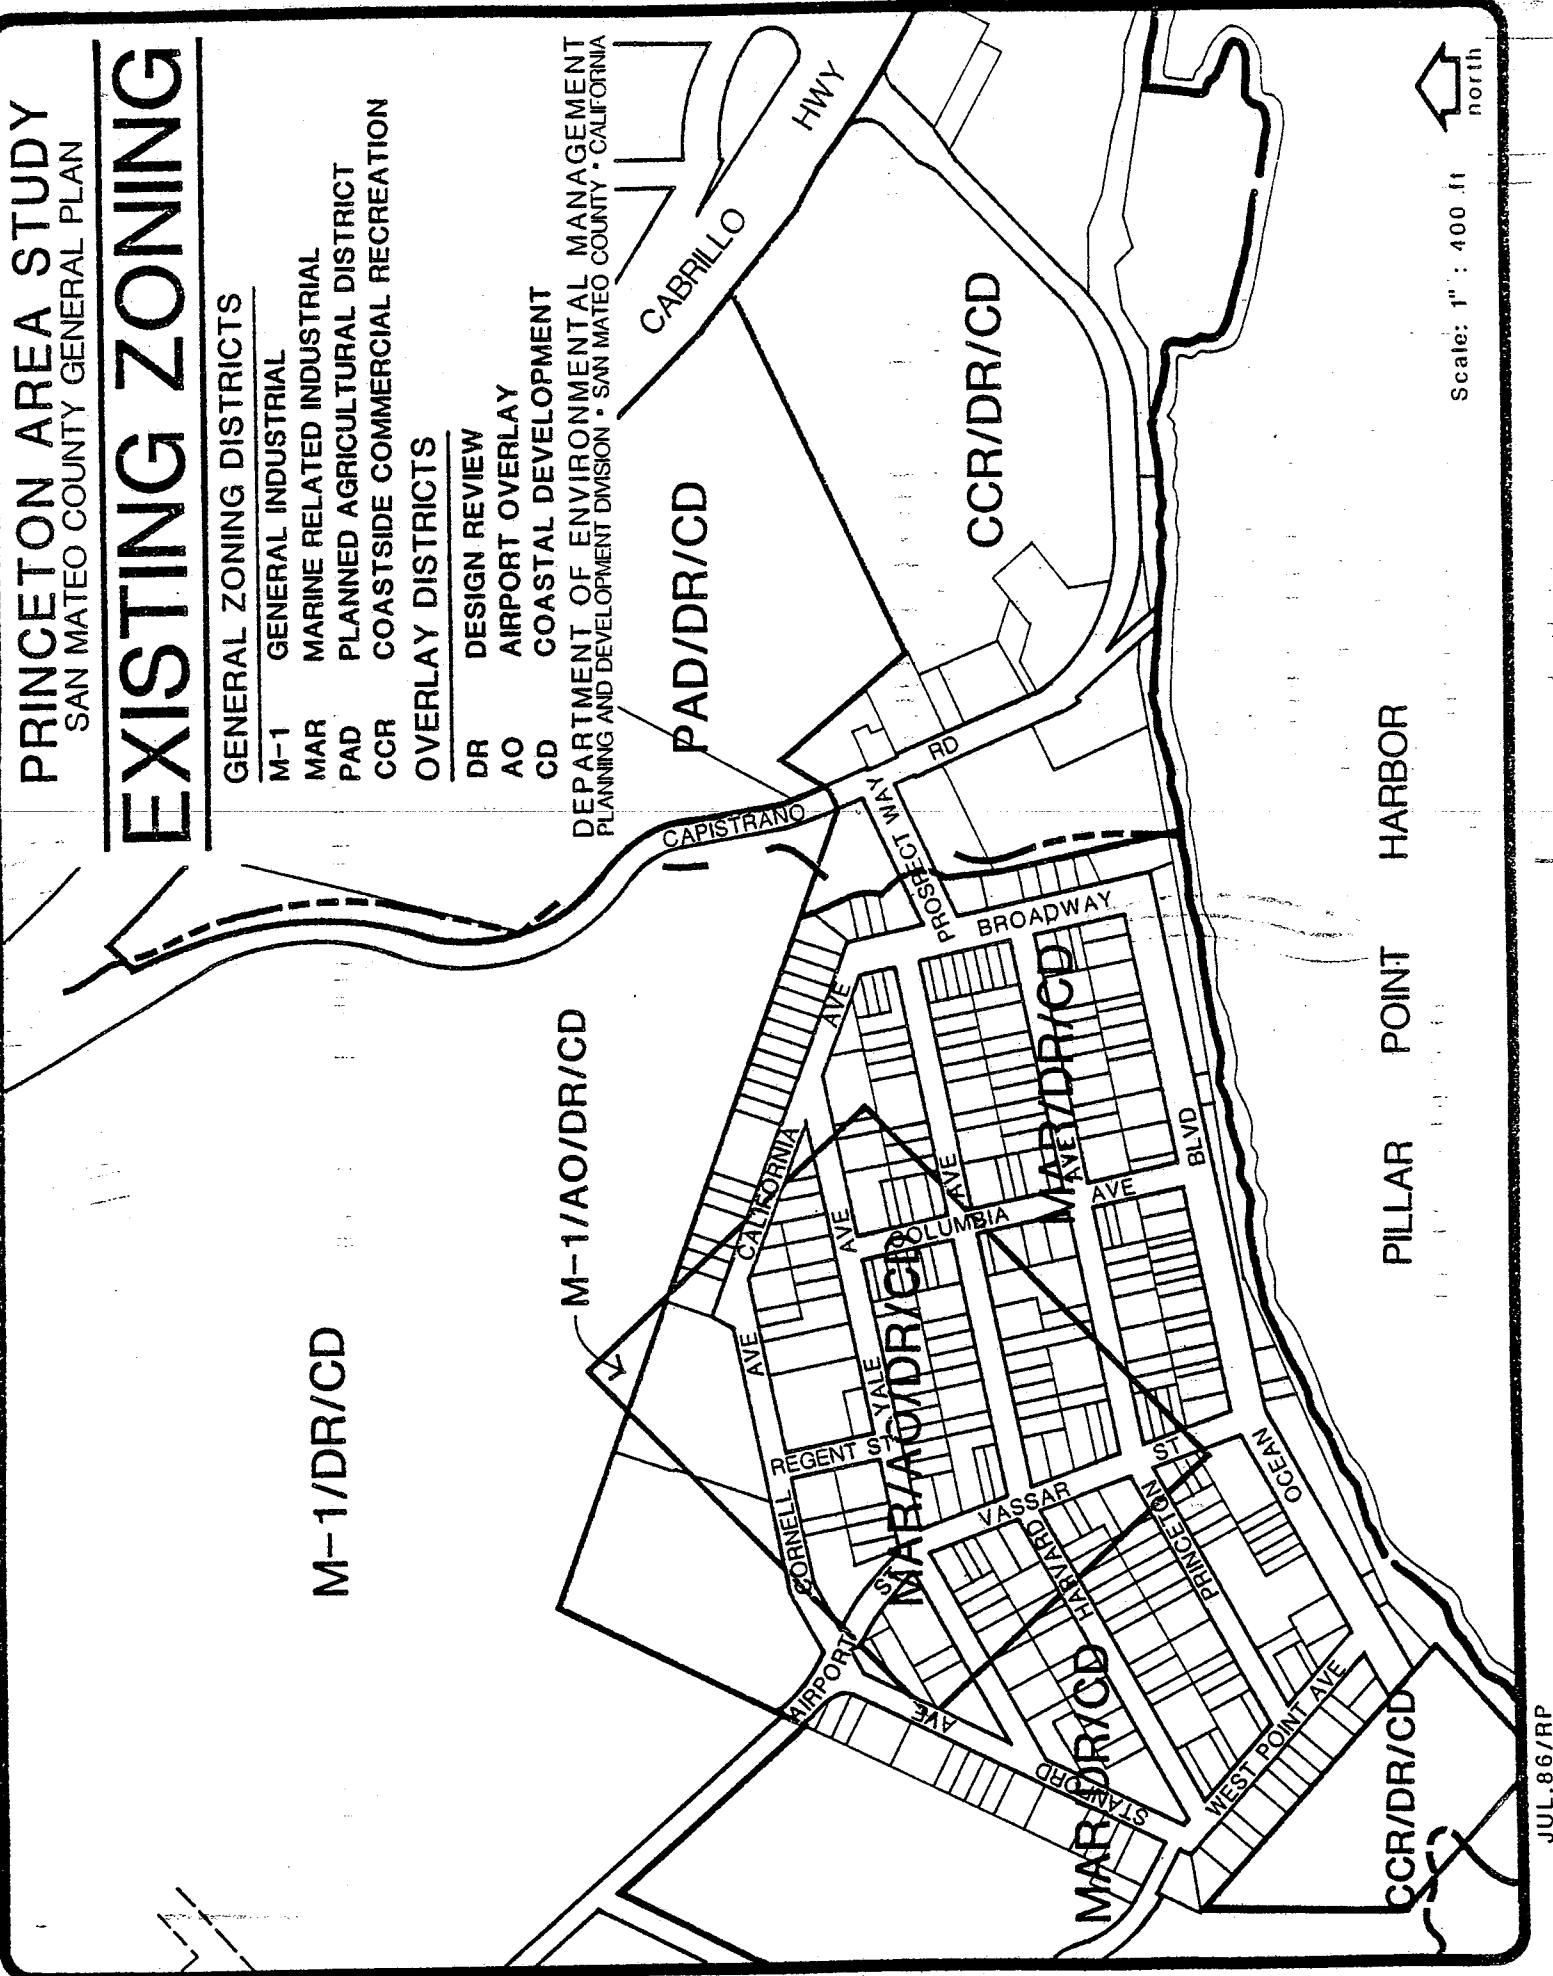 PRINCETON AREA STUDY
SAN MATEO COUNTY GENERAL PLAN
EXISTING ZONING
GENERAL ZONING DISTRICTS
M-1 GENERAL INDUSTRIAL
MAR MARINE RELATED INDUSTRIAL
PAD PLANNED AGRICULTURAL DISTRICT
CCR COASTSIDE COMMERCIAL RECREATION
OVERLAY DISTRICTS
DR DESIGN REVIEW
AO AIRPORT OVERLAY
CD COASTAL DEVELOPMENT
DEPARTMENT OF ENVIRONMENTAL MANAGEMENT
PLANNING AND DEVELOPMENT DIVISION • SAN MATEO COUNTY • CALIFORNIA
CABRILLO HWY
PAD/DR/CD
CCR/DR/CD
M-1/DR/CD
M-1/AO/DR/CD
CAPISTRANO RD
PROSPECT WAY
BROADWAY
CALIFORNIA AVE
AVE
COLUMBIA AVE
AVE
AVE
MAR/DR/CD
MAR/AO/DR/CD
CORNELL AVE
YALE AVE
REGENT ST
VASSAR ST
HARVARD
PRINCETON
OCEAN BLVD
AIRPORT ST
STANFORD AVE
WEST POINT AVE
MAR/DR/CD
CCR/DR/CD
PILLAR POINT HARBOR
Scale: 1" : 400 ft
north
JUL.86/RP